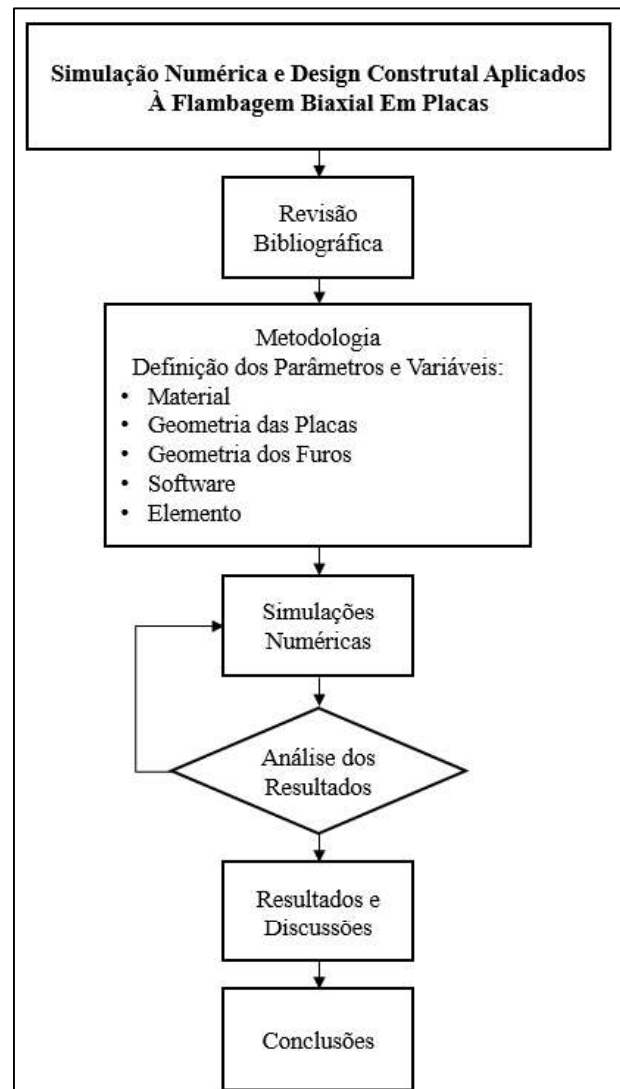 Simulação Numérica e Design Construtal Aplicados
À Flambagem Biaxial Em Placas
Revisão
Bibliográfica
Metodologia
Definição dos Parâmetros e Variáveis:
• Material
• Geometria das Placas
• Geometria dos Furos
• Software
• Elemento
Simulações
Numéricas
Análise dos
Resultados
Resultados e
Discussões
Conclusões